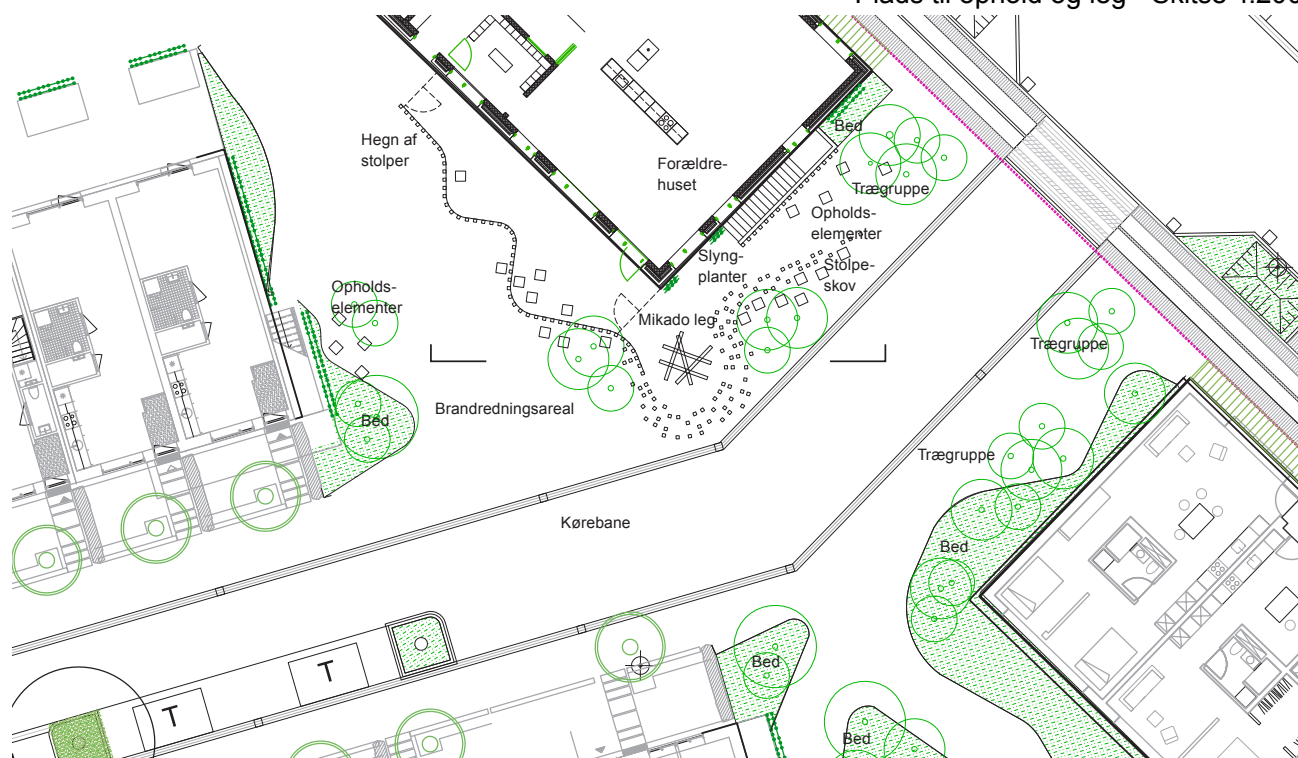 Plads til ophold og leg - Skitse 1:200
Hegn af
stolper
Forældre-
huset
Bed
Trægruppe
Opholds-
elementer
Slyng-
planter
Stolpe-
skov
Opholds-
elementer
Mikado leg
Trægruppe
Brandredningsareal
Bed
Trægruppe
Kørebane
Bed
Bed
T
T
Bed